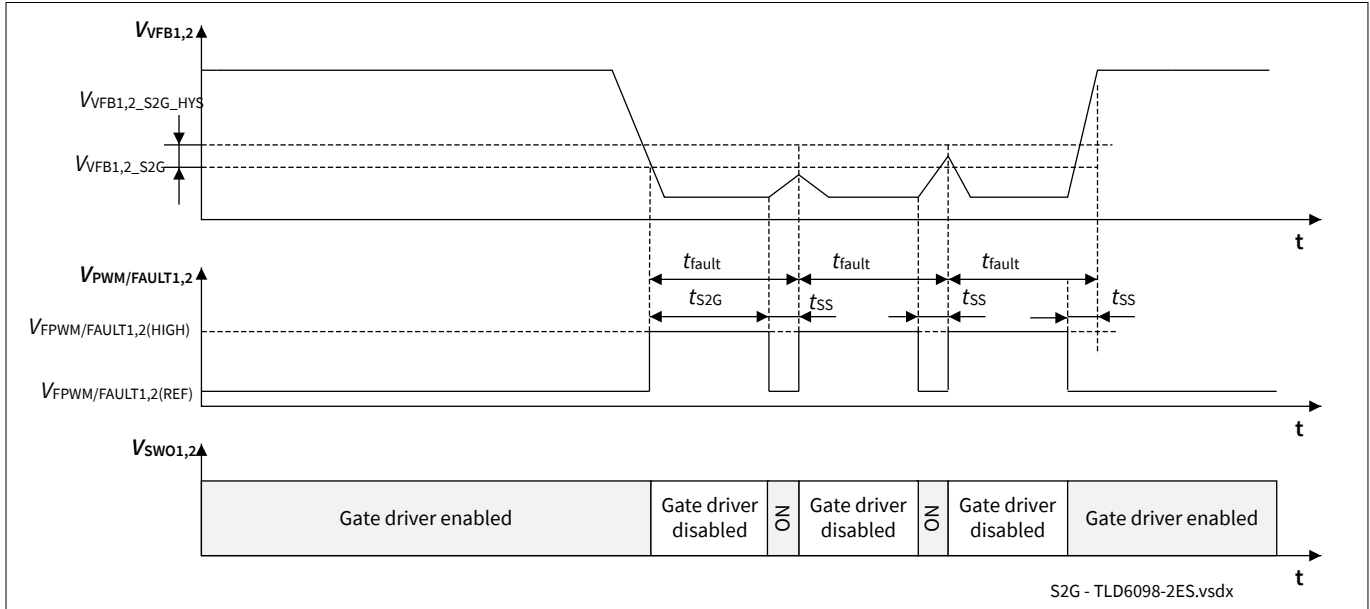 VVFB1,2
VVFB1,2_S2G_HYS
VVFB1,2_S2G
t
VPWM/FAULT1,2
tfault tfault tfault
tS2G tSS tSS tSS
VFPWM/FAULT1,2(HIGH)
VFPWM/FAULT1,2(REF)
t
VSWO1,2
Gate driver enabled
Gate driver disabled
ON
Gate driver disabled
ON
Gate driver disabled
Gate driver enabled
t
S2G - TLD6098-2ES.vsdx